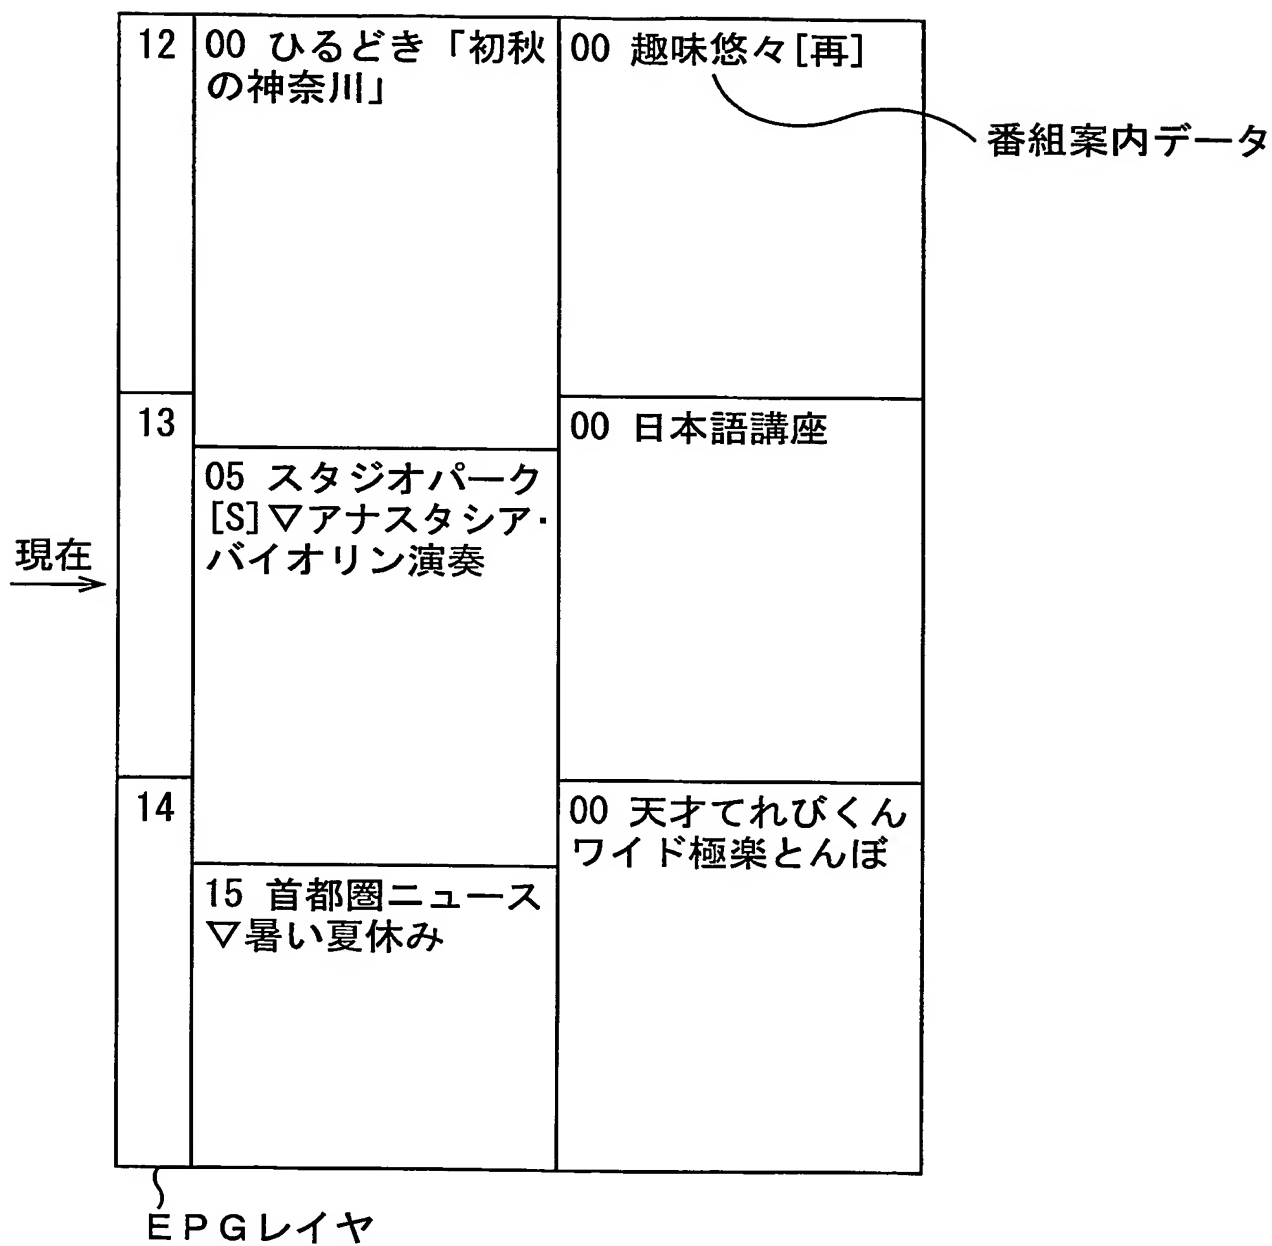 12
00 ひるどき「初秋
の神奈川」
00 趣味悠々[再]
番組案内データ
13
00 日本語講座
05 スタジオパーク
[S]▽アナスタシア・
バイオリン演奏
現在
14
00 天才てれびくん
ワイド極楽とんぼ
15 首都圏ニュース
▽暑い夏休み
EPGレイヤ